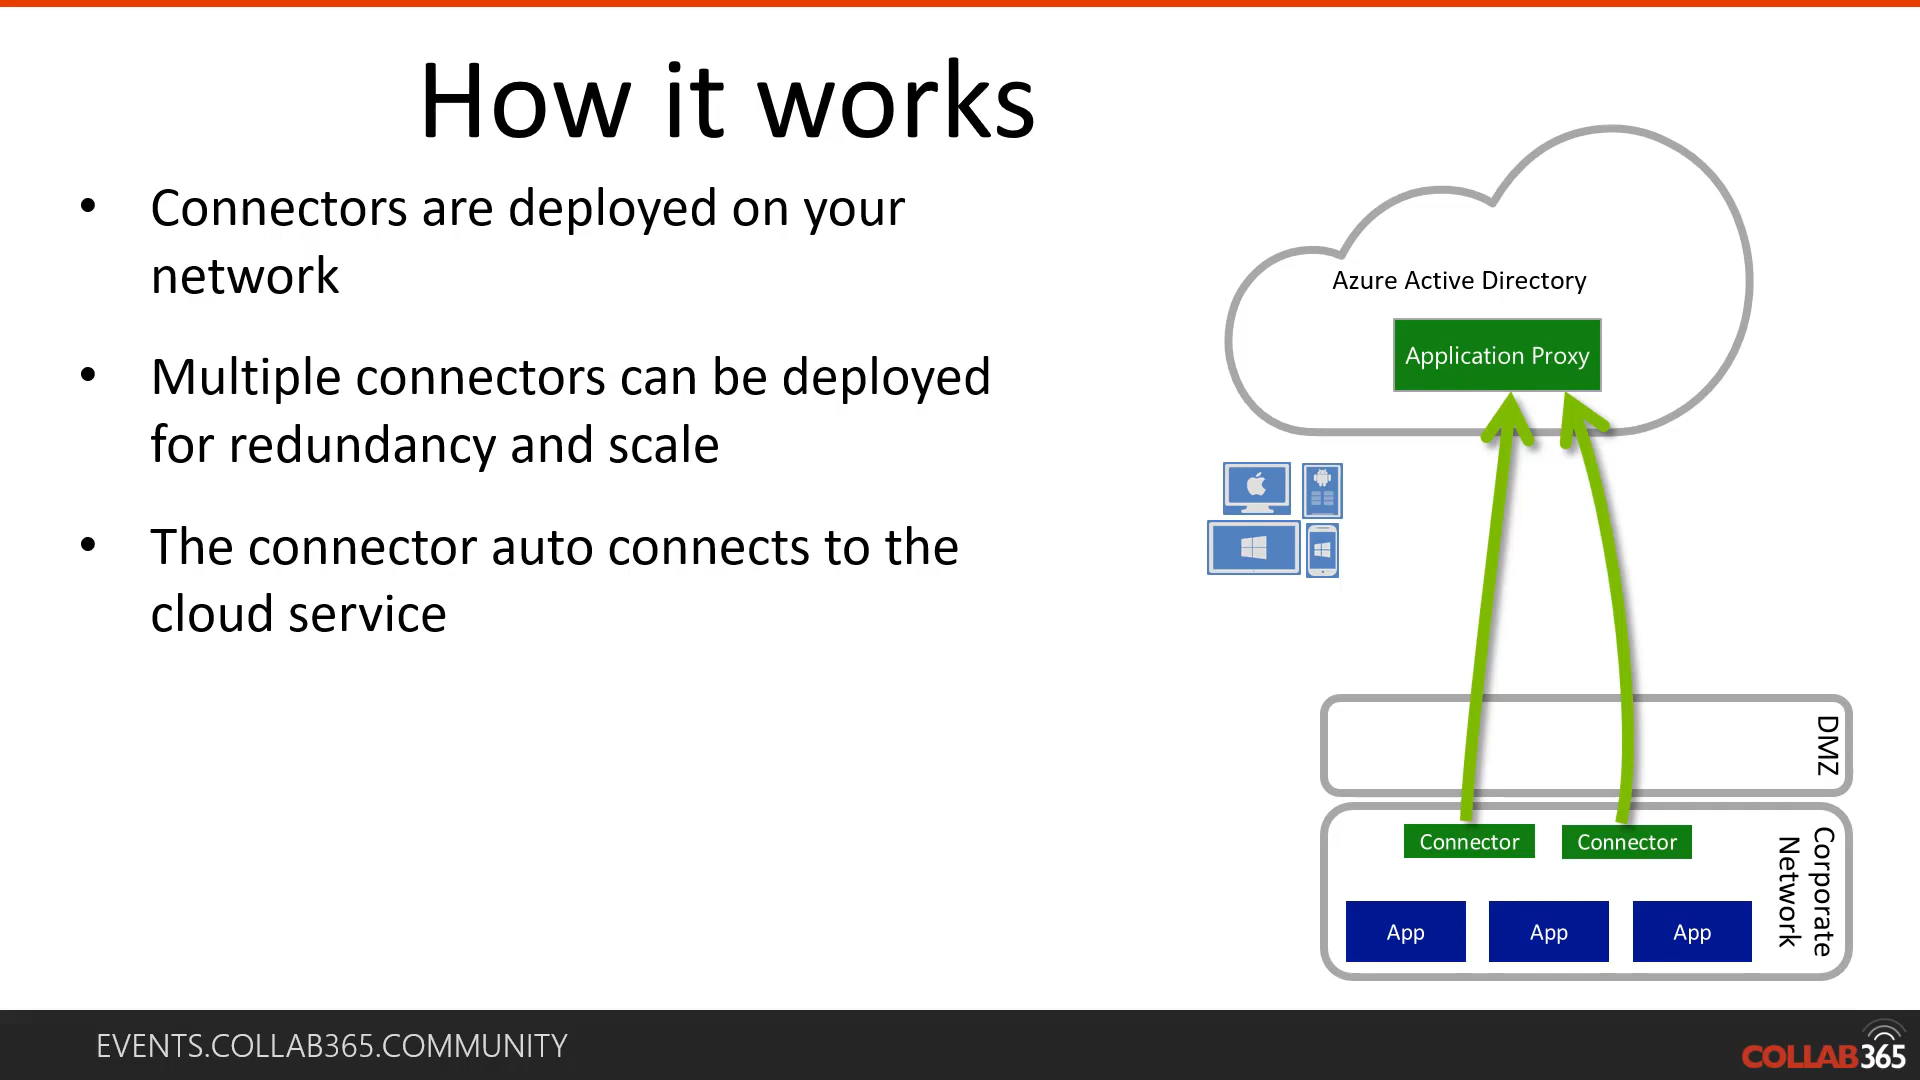 How it works
• Connectors are deployed on your
network
• Multiple connectors can be deployed
for redundancy and scale
• The connector auto connects to the
cloud service
Azure Active Directory
Application Proxy
DMZ
Connector
Connector
Corporate
Network
App
App
App
EVENTS.COLLAB365.COMMUNITY
COLLAB365